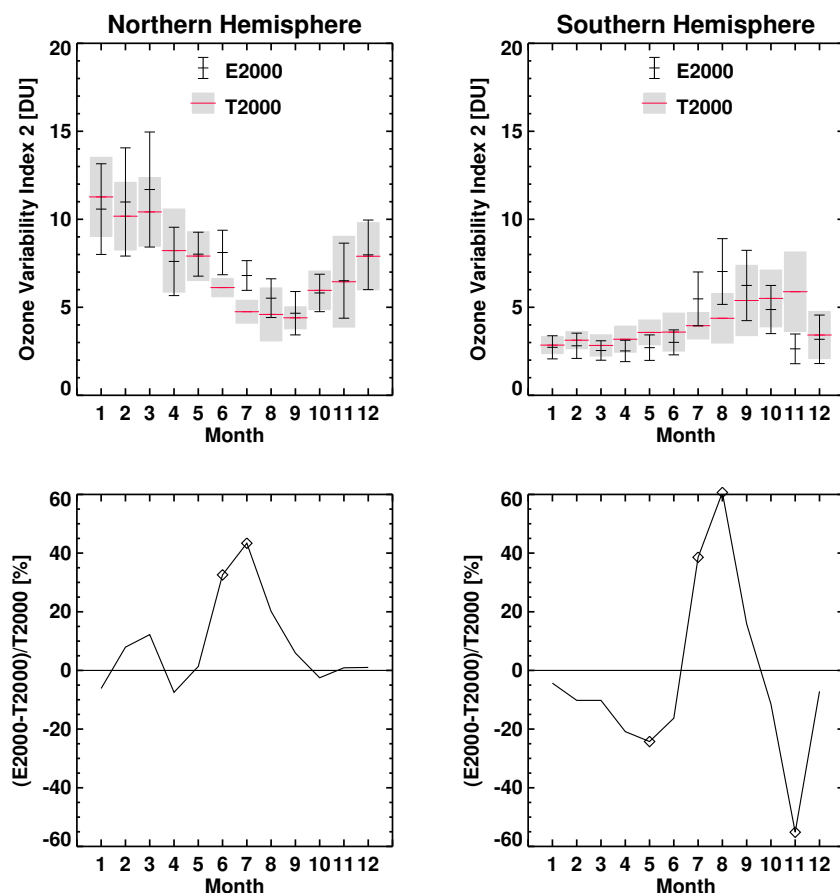 Northern Hemisphere
Ozone Variability Index 2 [DU]
20
15
10
5
0
E2000
T2000
1 2 3 4 5 6 7 8 9 10 11 12
Month
Southern Hemisphere
Ozone Variability Index 2 [DU]
20
15
10
5
0
E2000
T2000
1 2 3 4 5 6 7 8 9 10 11 12
Month
(E2000-T2000)/T2000 [%]
60
40
20
0
-20
-40
-60
1 2 3 4 5 6 7 8 9 10 11 12
Month
(E2000-T2000)/T2000 [%]
60
40
20
0
-20
-40
-60
1 2 3 4 5 6 7 8 9 10 11 12
Month